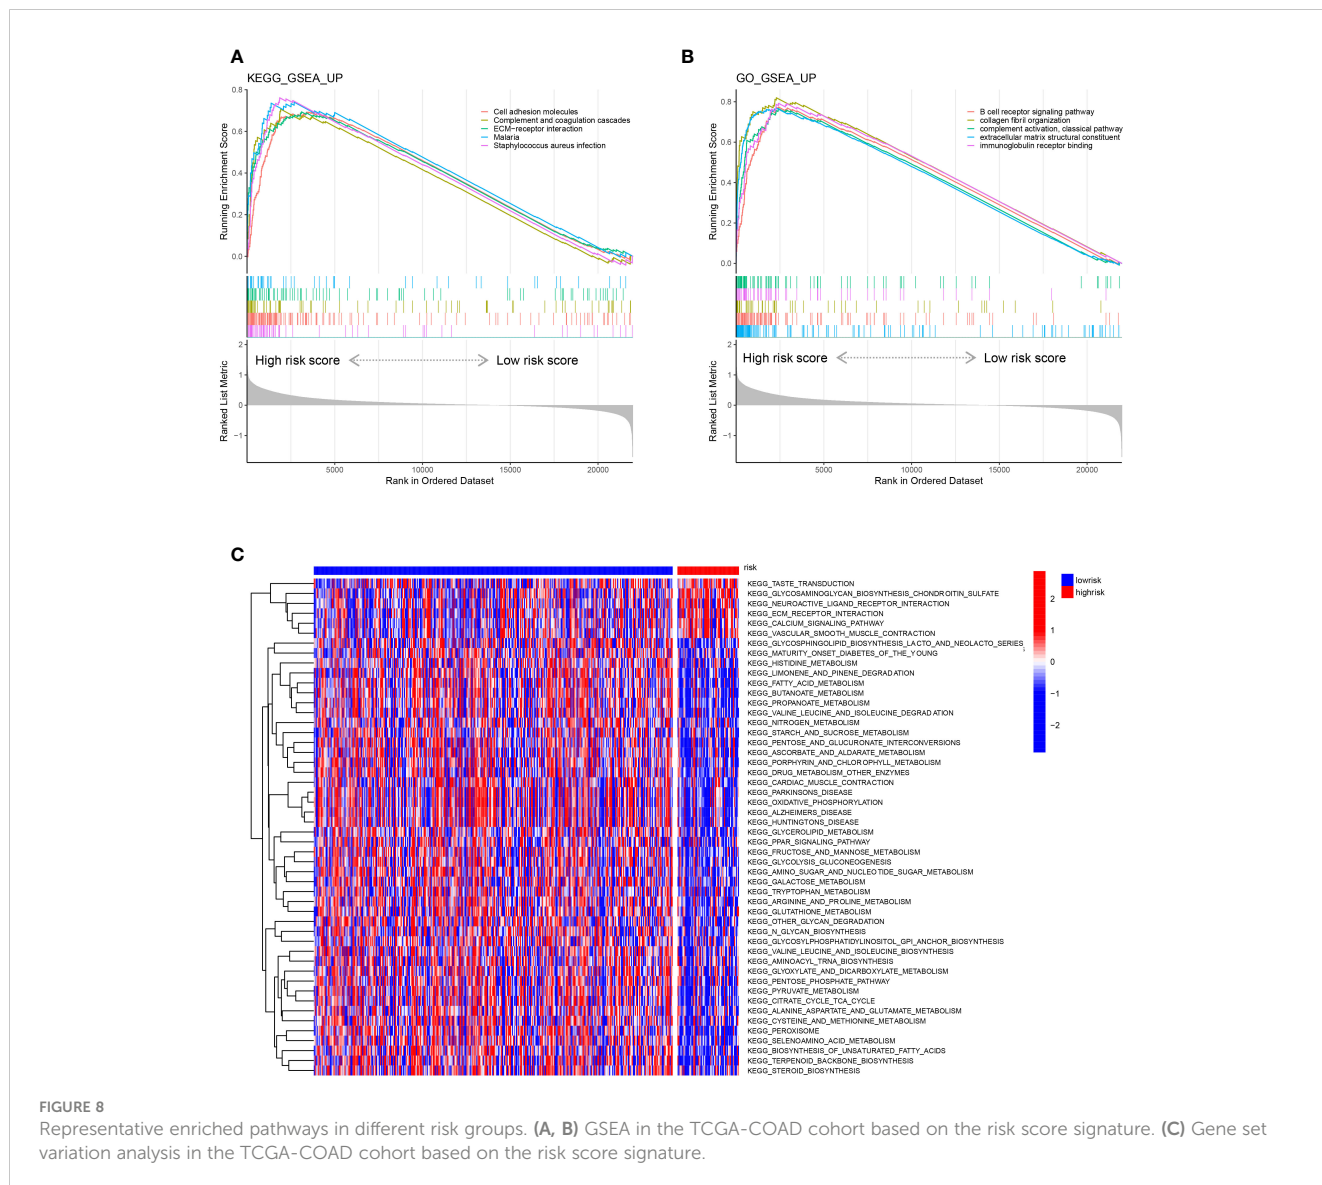 A
KEGG_GSEA_UP
Running Enrichment Score
0.8
0.6
0.4
0.2
0.0
Cell adhesion molecules
Complement and coagulation cascades
ECM−receptor interaction
Malaria
Staphylococcus aureus infection
Ranked List Metric
2
1
0
−1
High risk score
Low risk score
5000
10000
15000
20000
Rank in Ordered Dataset
B
GO_GSEA_UP
Running Enrichment Score
0.8
0.6
0.4
0.2
0.0
B cell receptor signaling pathway
collagen fibril organization
complement activation, classical pathway
extracellular matrix structural constituent
immunoglobulin receptor binding
Ranked List Metric
2
1
0
−1
High risk score
Low risk score
5000
10000
15000
20000
Rank in Ordered Dataset
C
risk
KEGG_TASTE_TRANSDUCTION
KEGG_GLYCOSAMINOGLYCAN_BIOSYNTHESIS_CHONDROITIN_SULFATE
KEGG_NEUROACTIVE_LIGAND_RECEPTOR_INTERACTION
KEGG_ECM_RECEPTOR_INTERACTION
KEGG_CALCIUM_SIGNALING_PATHWAY
KEGG_VASCULAR_SMOOTH_MUSCLE_CONTRACTION
KEGG_GLYCOSPHINGOLIPID_BIOSYNTHESIS_LACTO_AND_NEOLACTO_SERIES
KEGG_MATURITY_ONSET_DIABETES_OF_THE_YOUNG
KEGG_HISTIDINE_METABOLISM
KEGG_LIMONENE_AND_PINENE_DEGRADATION
KEGG_FATTY_ACID_METABOLISM
KEGG_BUTANOATE_METABOLISM
KEGG_PROPANOATE_METABOLISM
KEGG_VALINE_LEUCINE_AND_ISOLEUCINE_DEGRADATION
KEGG_NITROGEN_METABOLISM
KEGG_STARCH_AND_SUCROSE_METABOLISM
KEGG_PENTOSE_AND_GLUCURONATE_INTERCONVERSIONS
KEGG_ASCORBATE_AND_ALDARATE_METABOLISM
KEGG_PORPHYRIN_AND_CHLOROPHYLL_METABOLISM
KEGG_DRUG_METABOLISM_OTHER_ENZYMES
KEGG_CARDIAC_MUSCLE_CONTRACTION
KEGG_PARKINSONS_DISEASE
KEGG_OXIDATIVE_PHOSPHORYLATION
KEGG_ALZHEIMERS_DISEASE
KEGG_HUNTINGTONS_DISEASE
KEGG_GLYCEROLIPID_METABOLISM
KEGG_PPAR_SIGNALING_PATHWAY
KEGG_FRUCTOSE_AND_MANNOSE_METABOLISM
KEGG_GLYCOLYSIS_GLUCONEOGENESIS
KEGG_AMINO_SUGAR_AND_NUCLEOTIDE_SUGAR_METABOLISM
KEGG_GALACTOSE_METABOLISM
KEGG_TRYPTOPHAN_METABOLISM
KEGG_ARGININE_AND_PROLINE_METABOLISM
KEGG_GLUTATHIONE_METABOLISM
KEGG_OTHER_GLYCAN_DEGRADATION
KEGG_N_GLYCAN_BIOSYNTHESIS
KEGG_GLYCOSYLPHOSPHATIDYLINOSITOL_GPI_ANCHOR_BIOSYNTHESIS
KEGG_VALINE_LEUCINE_AND_ISOLEUCINE_BIOSYNTHESIS
KEGG_AMINOACYL_TRNA_BIOSYNTHESIS
KEGG_GLYOXYLATE_AND_DICARBOXYLATE_METABOLISM
KEGG_PENTOSE_PHOSPHATE_PATHWAY
KEGG_PYRUVATE_METABOLISM
KEGG_CITRATE_CYCLE_TCA_CYCLE
KEGG_ALANINE_ASPARTATE_AND_GLUTAMATE_METABOLISM
KEGG_CYSTEINE_AND_METHIONINE_METABOLISM
KEGG_PEROXISOME
KEGG_SELENOAMINO_ACID_METABOLISM
KEGG_BIOSYNTHESIS_OF_UNSATURATED_FATTY_ACIDS
KEGG_TERPENOID_BACKBONE_BIOSYNTHESIS
KEGG_STEROID_BIOSYNTHESIS
2
1
0
−1
−2
lowrisk
highrisk
FIGURE 8
Representative enriched pathways in different risk groups. (A, B) GSEA in the TCGA-COAD cohort based on the risk score signature. (C) Gene set
variation analysis in the TCGA-COAD cohort based on the risk score signature.